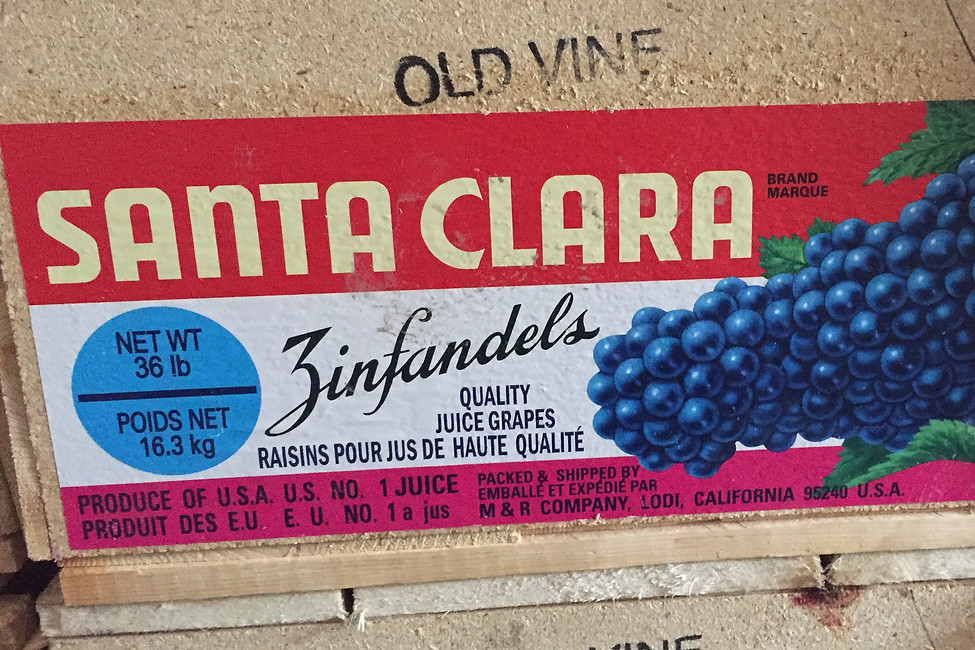 OLD VINE
SANTA CLARA
BRAND
MARQUE
NET WT
36 lb
POIDS NET
16.3 kg
Zinfandels
QUALITY
JUICE GRAPES
RAISINS POUR JUS DE HAUTE QUALITÉ
PRODUCE OF U.S.A. U.S. NO. 1 JUICE
PRODUIT DES E.U. E. U. NO. 1 a jus
PACKED & SHIPPED BY
EMBALLÉ ET EXPÉDIÉ PAR
M & R COMPANY, LODI, CALIFORNIA 95240 U.S.A.
VINE